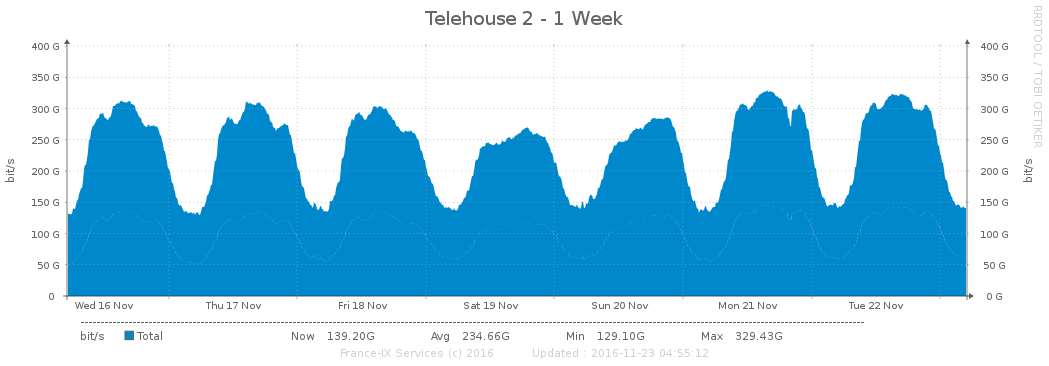 Telehouse 2 - 1 Week
RRDTOOL / TOBI OETIKER
400 G 400 G
350 G 350 G
300 G 300 G
250 G 250 G
200 G 200 G
150 G 150 G
100 G 100 G
50 G 50 G
0 0 G
bit/s bit/s
Wed 16 Nov Thu 17 Nov Fri 18 Nov Sat 19 Nov Sun 20 Nov Mon 21 Nov Tue 22 Nov
bit/s Total Now 139.20G Avg 234.66G Min 129.10G Max 329.43G
France-IX Services (c) 2016 Updated : 2016-11-23 04:55:12